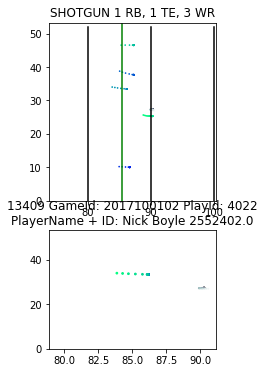 SHOTGUN 1 RB, 1 TE, 3 WR
50
40
30
20
10
0
80 90 100
13409 GameId: 2017100102 PlayId: 4022
PlayerName + ID: Nick Boyle 2552402.0
40
20
0
80.0 82.5 85.0 87.5 90.0